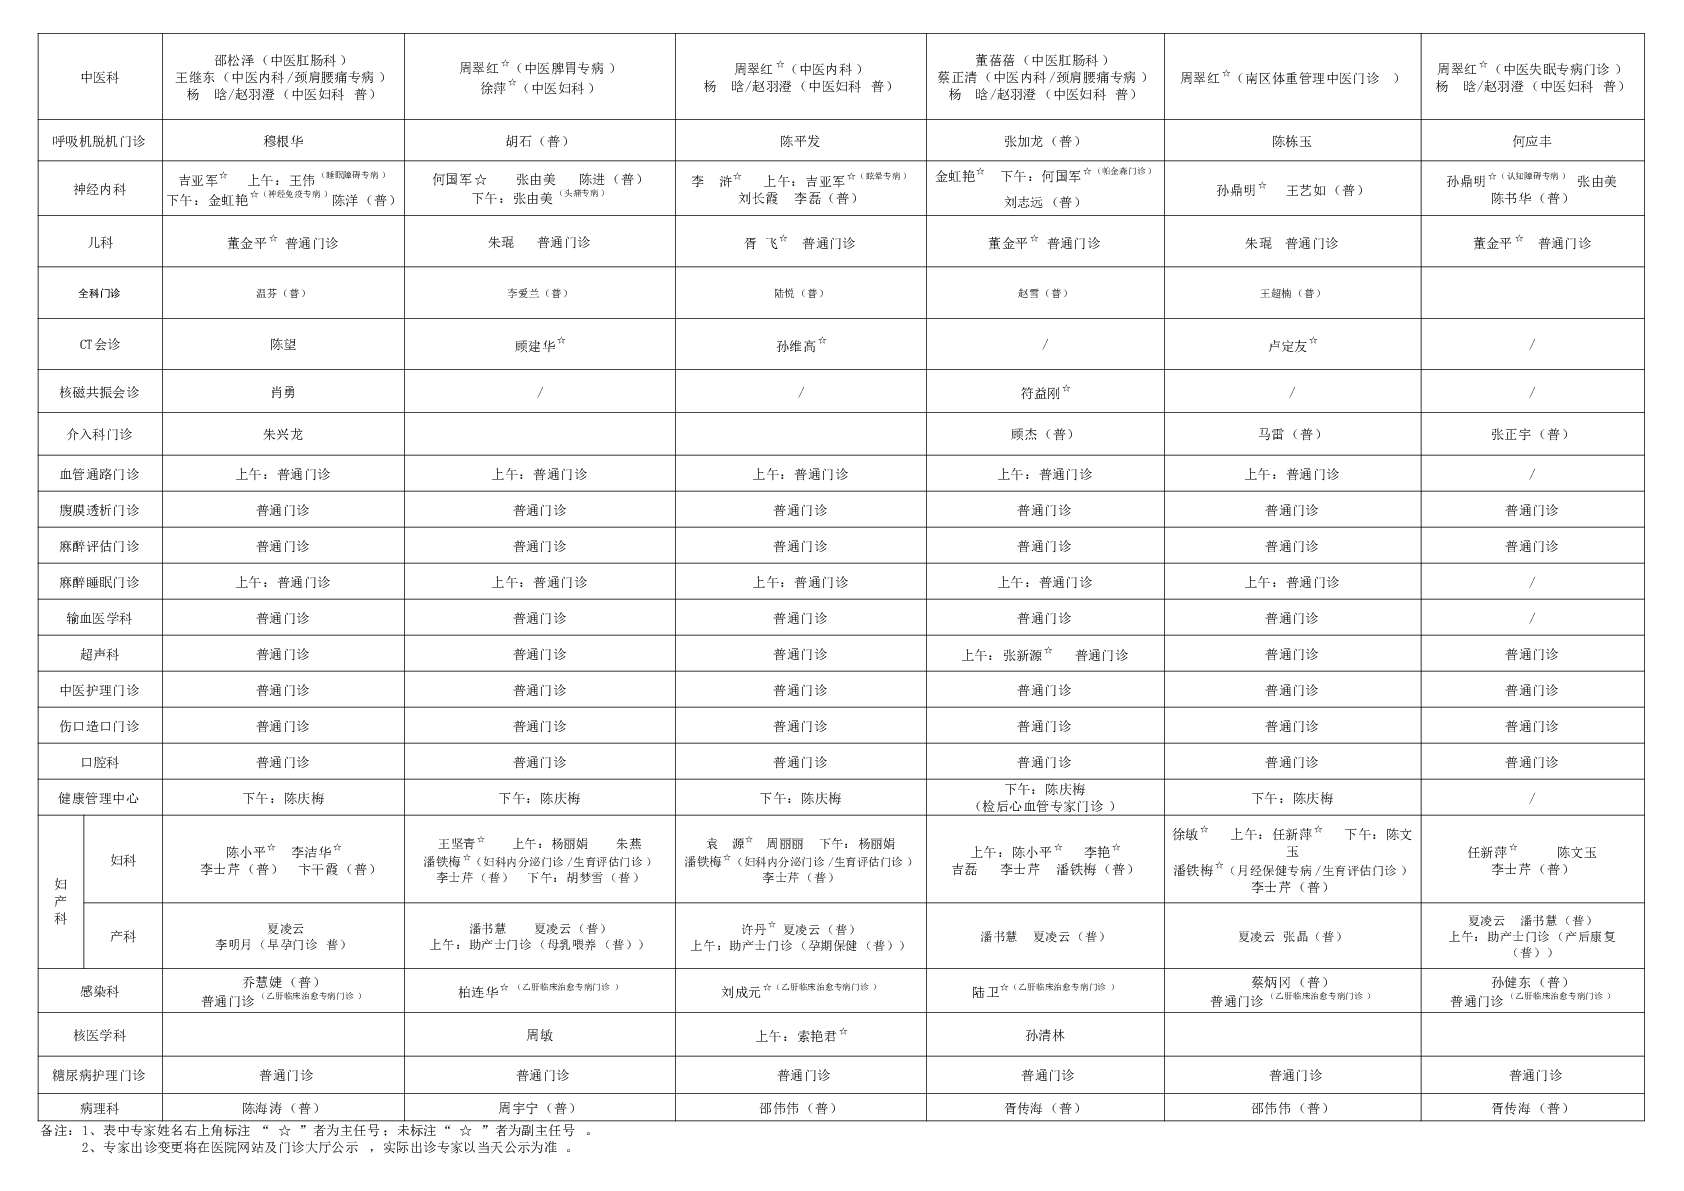 中医科
邵松泽（中医肛肠科）
王继东（中医内科/颈肩腰痛专病）
杨　晗/赵羽澄（中医妇科 普）
周翠红☆（中医脾胃专病）
徐萍☆（中医妇科）
周翠红☆（中医内科）
杨　晗/赵羽澄（中医妇科 普）
董蓓蓓（中医肛肠科）
蔡正清（中医内科/颈肩腰痛专病）
杨　晗/赵羽澄（中医妇科 普）
周翠红☆（南区体重管理中医门诊 ）
周翠红☆（中医失眠专病门诊）
杨　晗/赵羽澄（中医妇科 普）
呼吸机脱机门诊 穆根华 胡石（普） 陈平发 张加龙（普） 陈栋玉 何应丰
神经内科
吉亚军☆ 上午：王伟（睡眠障碍专病）
下午：金虹艳☆（神经免疫专病）陈洋（普）
何国军☆ 张由美 陈进（普）
下午：张由美（头痛专病）
李　浒☆ 上午：吉亚军☆（眩晕专病）
刘长霞 李磊（普）
金虹艳☆ 下午：何国军☆（帕金森门诊）
刘志远（普）
孙鼎明☆ 王艺如（普）
孙鼎明☆（认知障碍专病） 张由美
陈书华（普）
儿科 董金平☆ 普通门诊 朱琨 普通门诊 胥 飞☆ 普通门诊 董金平☆ 普通门诊 朱琨 普通门诊 董金平☆ 普通门诊
全科门诊 温芬（普） 李爱兰（普） 陆悦（普） 赵雪（普） 王超楠（普）
CT会诊 陈望 顾建华☆ 孙维高☆ / 卢定友☆ /
核磁共振会诊 肖勇 / / 符益刚☆ / /
介入科门诊 朱兴龙 顾杰（普） 马雷（普） 张正宇（普）
血管通路门诊 上午：普通门诊 上午：普通门诊 上午：普通门诊 上午：普通门诊 上午：普通门诊 /
腹膜透析门诊 普通门诊 普通门诊 普通门诊 普通门诊 普通门诊 普通门诊
麻醉评估门诊 普通门诊 普通门诊 普通门诊 普通门诊 普通门诊 普通门诊
麻醉睡眠门诊 上午：普通门诊 上午：普通门诊 上午：普通门诊 上午：普通门诊 上午：普通门诊 /
输血医学科 普通门诊 普通门诊 普通门诊 普通门诊 普通门诊 /
超声科 普通门诊 普通门诊 普通门诊 上午：张新源☆ 普通门诊 普通门诊 普通门诊
中医护理门诊 普通门诊 普通门诊 普通门诊 普通门诊 普通门诊 普通门诊
伤口造口门诊 普通门诊 普通门诊 普通门诊 普通门诊 普通门诊 普通门诊
口腔科 普通门诊 普通门诊 普通门诊 普通门诊 普通门诊 普通门诊
健康管理中心 下午：陈庆梅 下午：陈庆梅 下午：陈庆梅
下午：陈庆梅
（检后心血管专家门诊）
下午：陈庆梅 /
妇
产
科
妇科
陈小平☆ 李洁华☆
李士芹（普） 卞干霞（普）
王坚青☆ 上午：杨丽娟 朱燕
潘铁梅☆（妇科内分泌门诊/生育评估门诊）
李士芹（普） 下午：胡梦雪（普）
袁　源☆ 周丽丽 下午：杨丽娟
潘铁梅☆（妇科内分泌门诊/生育评估门诊）
李士芹（普）
上午：陈小平☆ 李艳☆
吉磊 李士芹 潘铁梅（普）
徐敏☆ 上午：任新萍☆ 下午：陈文
玉
潘铁梅☆（月经保健专病/生育评估门诊）
李士芹（普）
任新萍☆ 陈文玉
李士芹（普）
产科
夏凌云
李明月（早孕门诊 普）
潘书慧 夏凌云（普）
上午：助产士门诊（母乳喂养（普））
许丹☆ 夏凌云（普）
上午：助产士门诊（孕期保健（普））
潘书慧 夏凌云（普）
夏凌云 张晶（普）
夏凌云 潘书慧（普）
上午：助产士门诊（产后康复
（普））
感染科
乔慧婕（普）
普通门诊（乙肝临床治愈专病门诊）
柏连华☆（乙肝临床治愈专病门诊）
刘成元☆（乙肝临床治愈专病门诊）
陆卫☆（乙肝临床治愈专病门诊）
蔡炳冈（普）
普通门诊（乙肝临床治愈专病门诊）
孙健东（普）
普通门诊（乙肝临床治愈专病门诊）
核医学科 周敏 上午：索艳君☆ 孙清林
糖尿病护理门诊 普通门诊 普通门诊 普通门诊 普通门诊 普通门诊 普通门诊
病理科 陈海涛（普） 周宇宁（普） 邵伟伟（普） 胥传海（普） 邵伟伟（普） 胥传海（普）
备注：1、表中专家姓名右上角标注 “ ☆ ”者为主任号；未标注“ ☆ ”者为副主任号 。
2、专家出诊变更将在医院网站及门诊大厅公示 ，实际出诊专家以当天公示为准 。